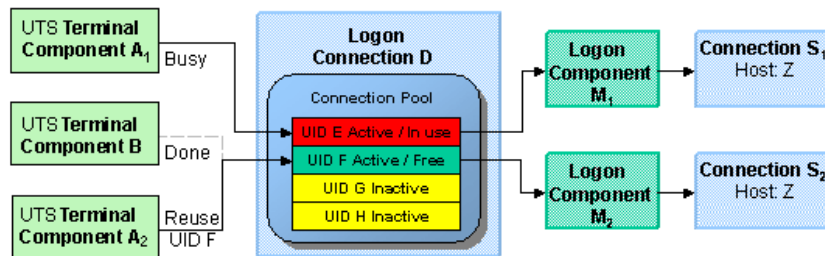 UTS Terminal
Component A1
Busy
UTS Terminal
Component B
Done
UTS Terminal
Component A2
Reuse
UID F
Logon
Connection D
Connection Pool
UID E Active / In use
UID F Active / Free
UID G Inactive
UID H Inactive
Logon
Component
M1
Connection S1
Host: Z
Logon
Component
M2
Connection S2
Host: Z